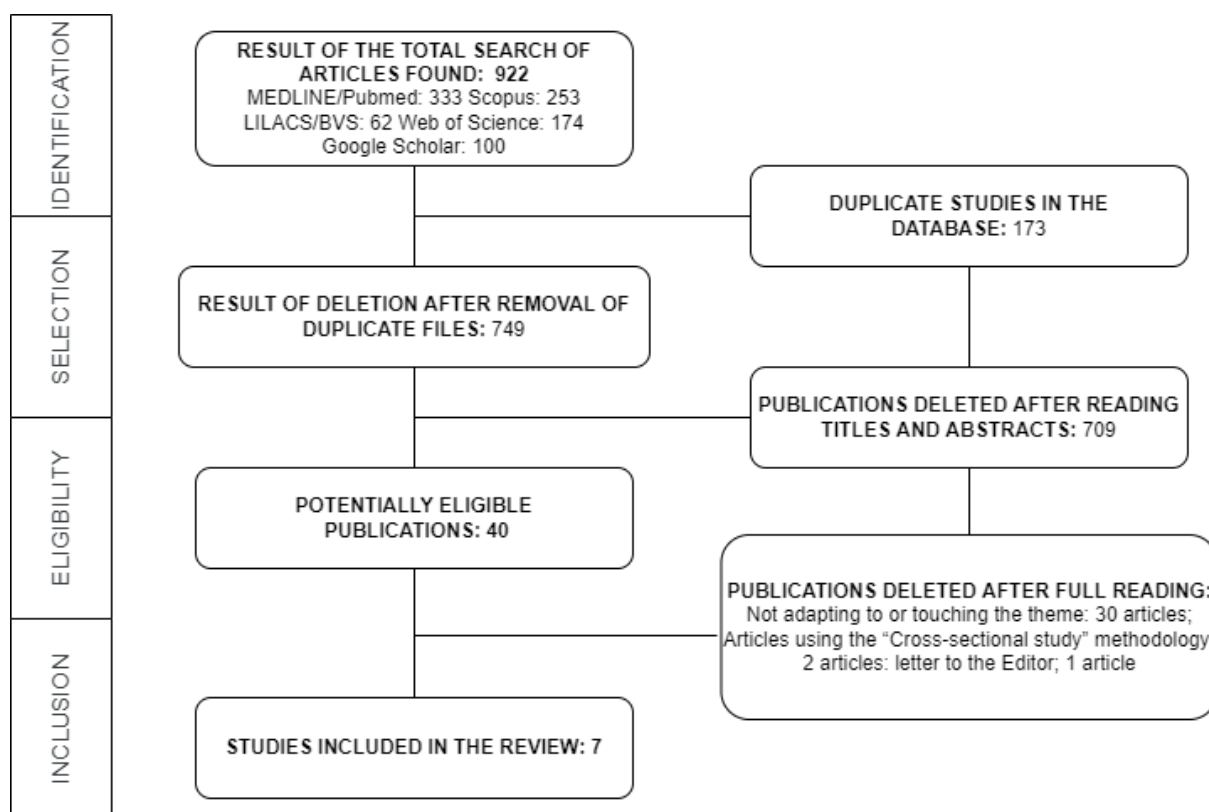 IDENTIFICATION
RESULT OF THE TOTAL SEARCH OF
ARTICLES FOUND: 922
MEDLINE/Pubmed: 333 Scopus: 253
LILACS/BVS: 62 Web of Science: 174
Google Scholar: 100
DUPLICATE STUDIES IN THE
DATABASE: 173
SELECTION
RESULT OF DELETION AFTER REMOVAL OF
DUPLICATE FILES: 749
PUBLICATIONS DELETED AFTER READING
TITLES AND ABSTRACTS: 709
ELIGIBILITY
POTENTIALLY ELIGIBLE
PUBLICATIONS: 40
PUBLICATIONS DELETED AFTER FULL READING:
Not adapting to or touching the theme: 30 articles;
Articles using the “Cross-sectional study” methodology
2 articles: letter to the Editor; 1 article
INCLUSION
STUDIES INCLUDED IN THE REVIEW: 7